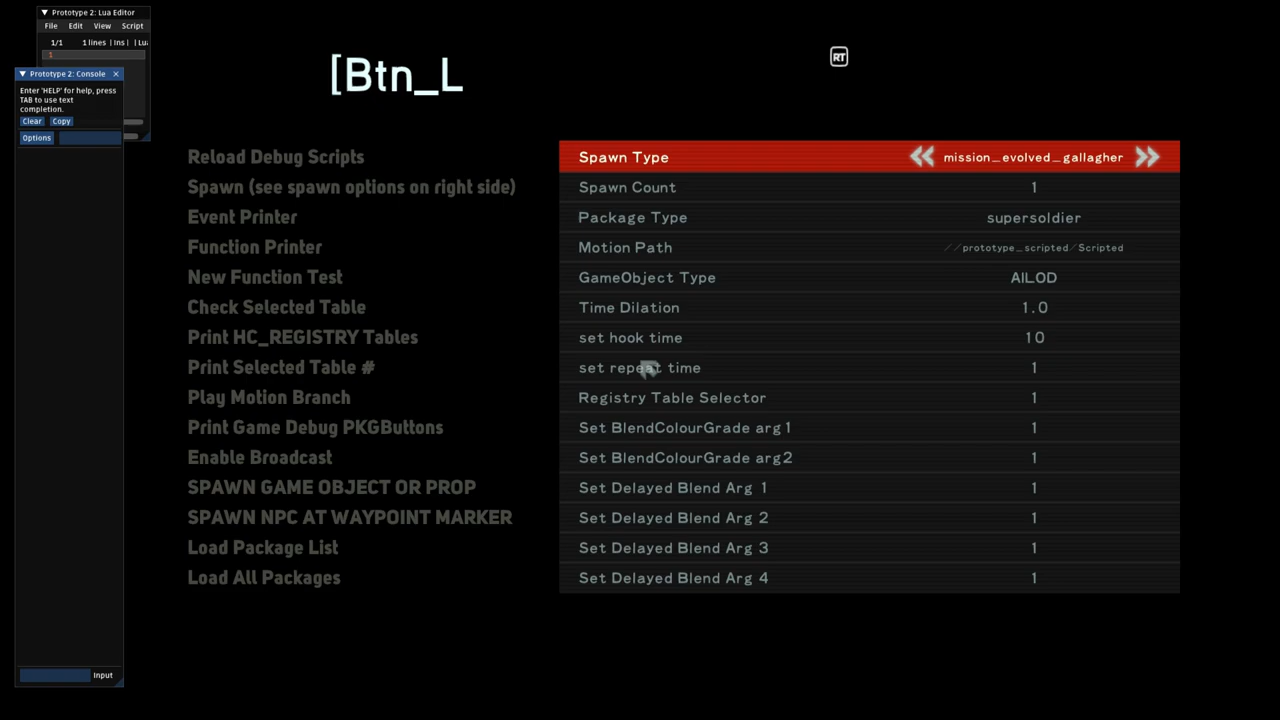 Prototype 2: Lua Editor
File Edit View Script
1/1 1 lines | Ins | Lu
1
Prototype 2: Console
Enter 'HELP' for help, press
TAB to use text
completion.
Clear Copy
Options
Input
[Btn_L
RT
Reload Debug Scripts
Spawn (see spawn options on right side)
Event Printer
Function Printer
New Function Test
Check Selected Table
Print HC_REGISTRY Tables
Print Selected Table #
Play Motion Branch
Print Game Debug PKGButtons
Enable Broadcast
SPAWN GAME OBJECT OR PROP
SPAWN NPC AT WAYPOINT MARKER
Load Package List
Load All Packages
Spawn Type mission_evolved_gallagher
Spawn Count 1
Package Type supersoldier
Motion Path //prototype_scripted/Scripted
GameObject Type AILOD
Time Dilation 1.0
set hook time 10
set repeat time 1
Registry Table Selector 1
Set BlendColourGrade arg1 1
Set BlendColourGrade arg2 1
Set Delayed Blend Arg 1 1
Set Delayed Blend Arg 2 1
Set Delayed Blend Arg 3 1
Set Delayed Blend Arg 4 1